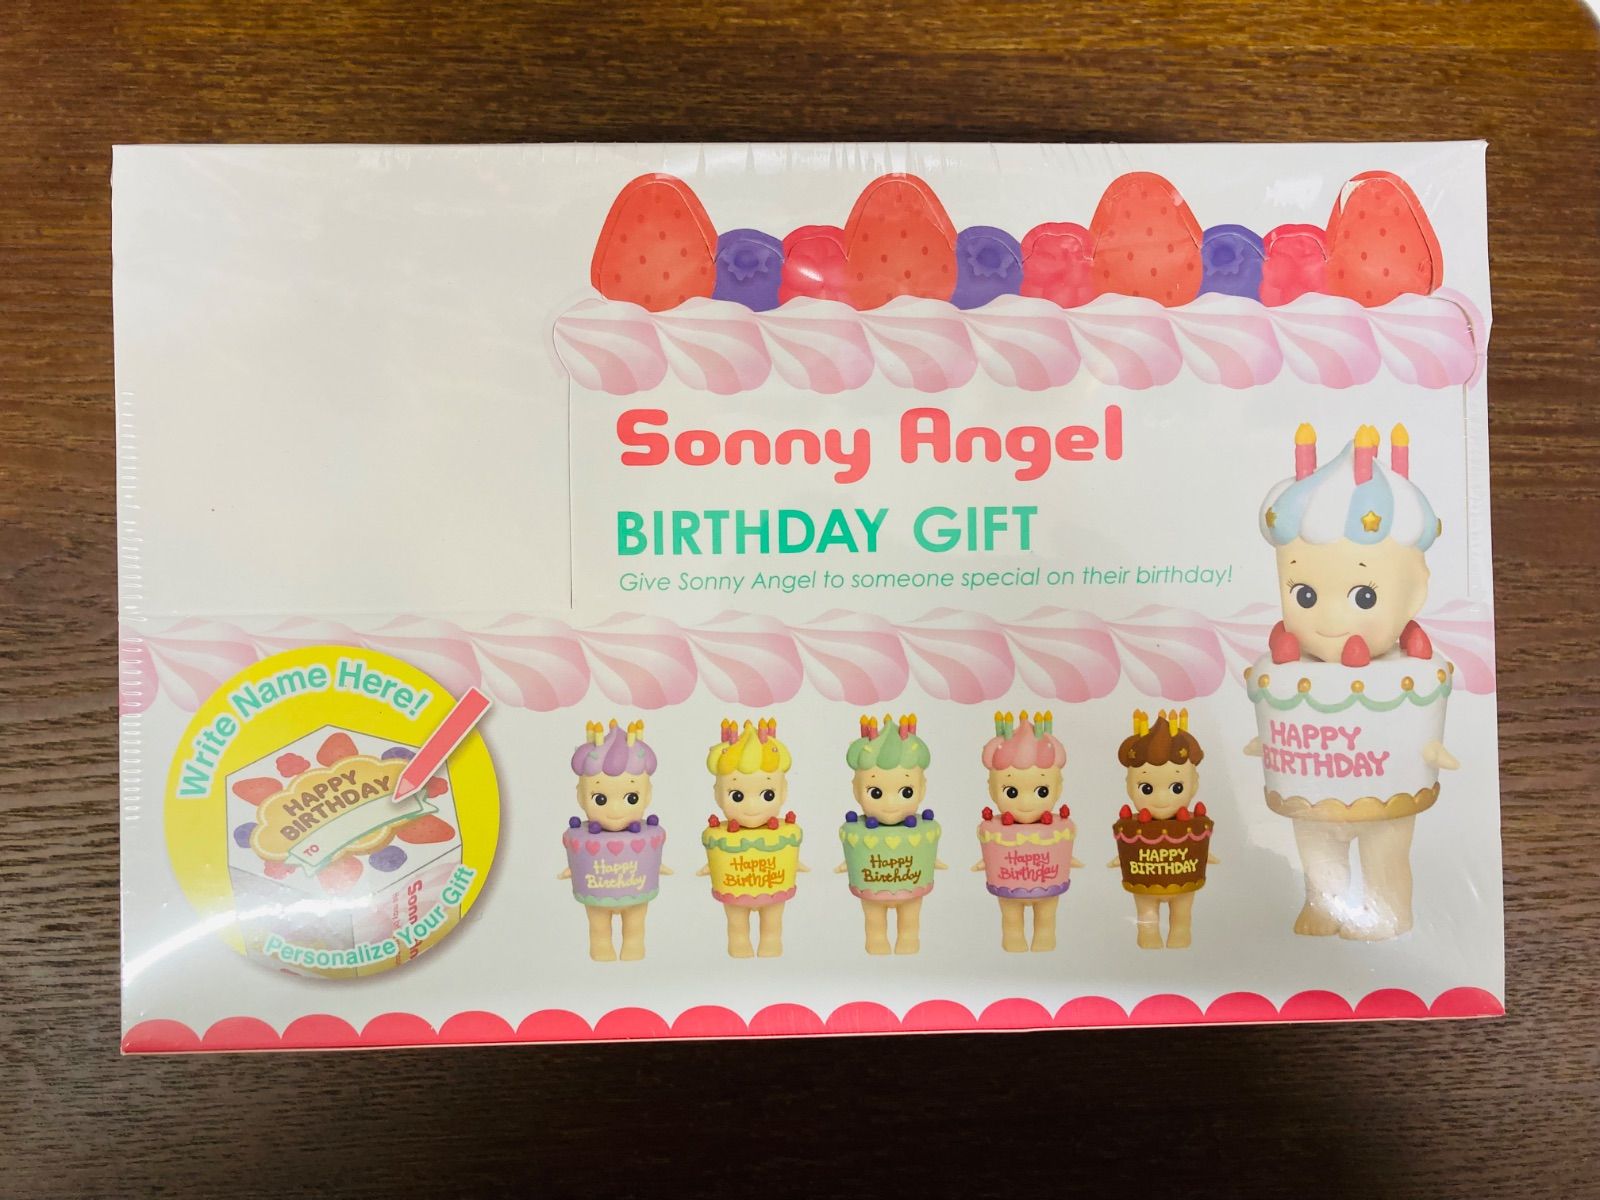 Sonny Angel
BIRTHDAY GIFT
Give Sonny Angel to someone special on their birthday!
Write Name Here!
HAPPY
BIRTHDAY
TO
Personalize Your Gift
Happy
Birthday
Happy
Birthday
Happy
Birthday
Happy
Birthday
HAPPY
BIRTHDAY
HAPPY
BIRTHDAY